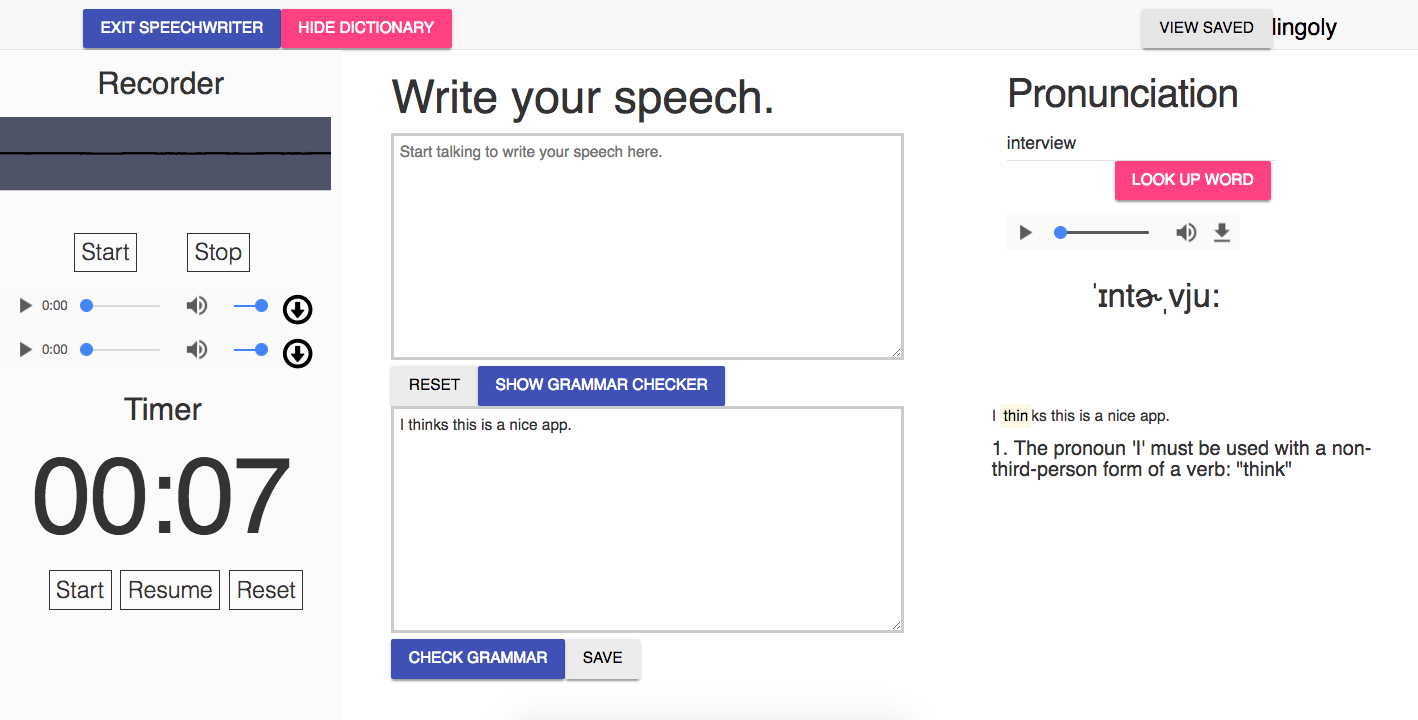 EXIT SPEECHWRITER HIDE DICTIONARY VIEW SAVED lingoly
Recorder
Start Stop
0:00
0:00
Timer
00:07
Start Resume Reset
Write your speech.
Start talking to write your speech here.
RESET SHOW GRAMMAR CHECKER
I thinks this is a nice app.
CHECK GRAMMAR SAVE
Pronunciation
interview
LOOK UP WORD
ˈɪntɚˌvju:
I thinks this is a nice app.
1. The pronoun 'I' must be used with a non-
third-person form of a verb: "think"